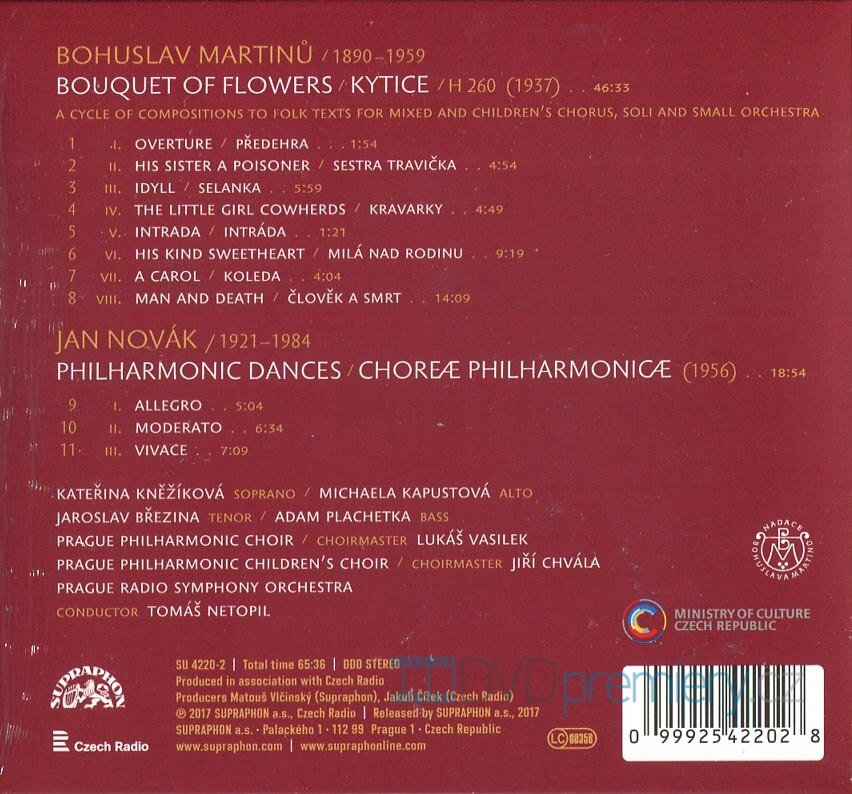 BOHUSLAV MARTINŮ / 1890–1959
BOUQUET OF FLOWERS / KYTICE / H 260 (1937) . . 46:33
A CYCLE OF COMPOSITIONS TO FOLK TEXTS FOR MIXED AND CHILDREN'S CHORUS, SOLI AND SMALL ORCHESTRA
1 I. OVERTURE / PŘEDEHRA . . . 1:54
2 II. HIS SISTER A POISONER / SESTRA TRAVIČKA . . 4:54
3 III. IDYLL / SELANKA . . 5:59
4 IV. THE LITTLE GIRL COWHERDS / KRAVARKY . . 4:49
5 V. INTRADA / INTRÁDA . . 1:21
6 VI. HIS KIND SWEETHEART / MILÁ NAD RODINU . . 9:19
7 VII. A CAROL / KOLEDA . . 4:04
8 VIII. MAN AND DEATH / ČLOVĚK A SMRT . . 14:09
JAN NOVÁK / 1921–1984
PHILHARMONIC DANCES / CHOREÆ PHILHARMONICÆ (1956) . . 18:54
9 I. ALLEGRO . . 5:04
10 II. MODERATO . . 6:34
11 III. VIVACE . . 7:09
KATEŘINA KNĚŽÍKOVÁ SOPRANO / MICHAELA KAPUSTOVÁ ALTO
JAROSLAV BŘEZINA TENOR / ADAM PLACHETKA BASS
PRAGUE PHILHARMONIC CHOIR / CHOIRMASTER LUKÁŠ VASILEK
PRAGUE PHILHARMONIC CHILDREN'S CHOIR / CHOIRMASTER JIŘÍ CHVÁLA
PRAGUE RADIO SYMPHONY ORCHESTRA
CONDUCTOR TOMÁŠ NETOPIL
NADACE
BOHUSLAVA MARTINŮ
MINISTRY OF CULTURE
CZECH REPUBLIC
SUPRAPHON
Czech Radio
SU 4220-2 | Total time 65:36 | DDD STEREO
Produced in association with Czech Radio
Producers Matouš Vlčinský (Supraphon), Jakub Čížek (Czech Radio)
℗ 2017 SUPRAPHON a.s., Czech Radio | Released by SUPRAPHON a.s., 2017
SUPRAPHON a.s. · Palackého 1 · 112 99 Prague 1 · Czech Republic
www.supraphon.com | www.supraphonline.com
DVDpremiery.cz
LC 00358
0 99925 42202 8